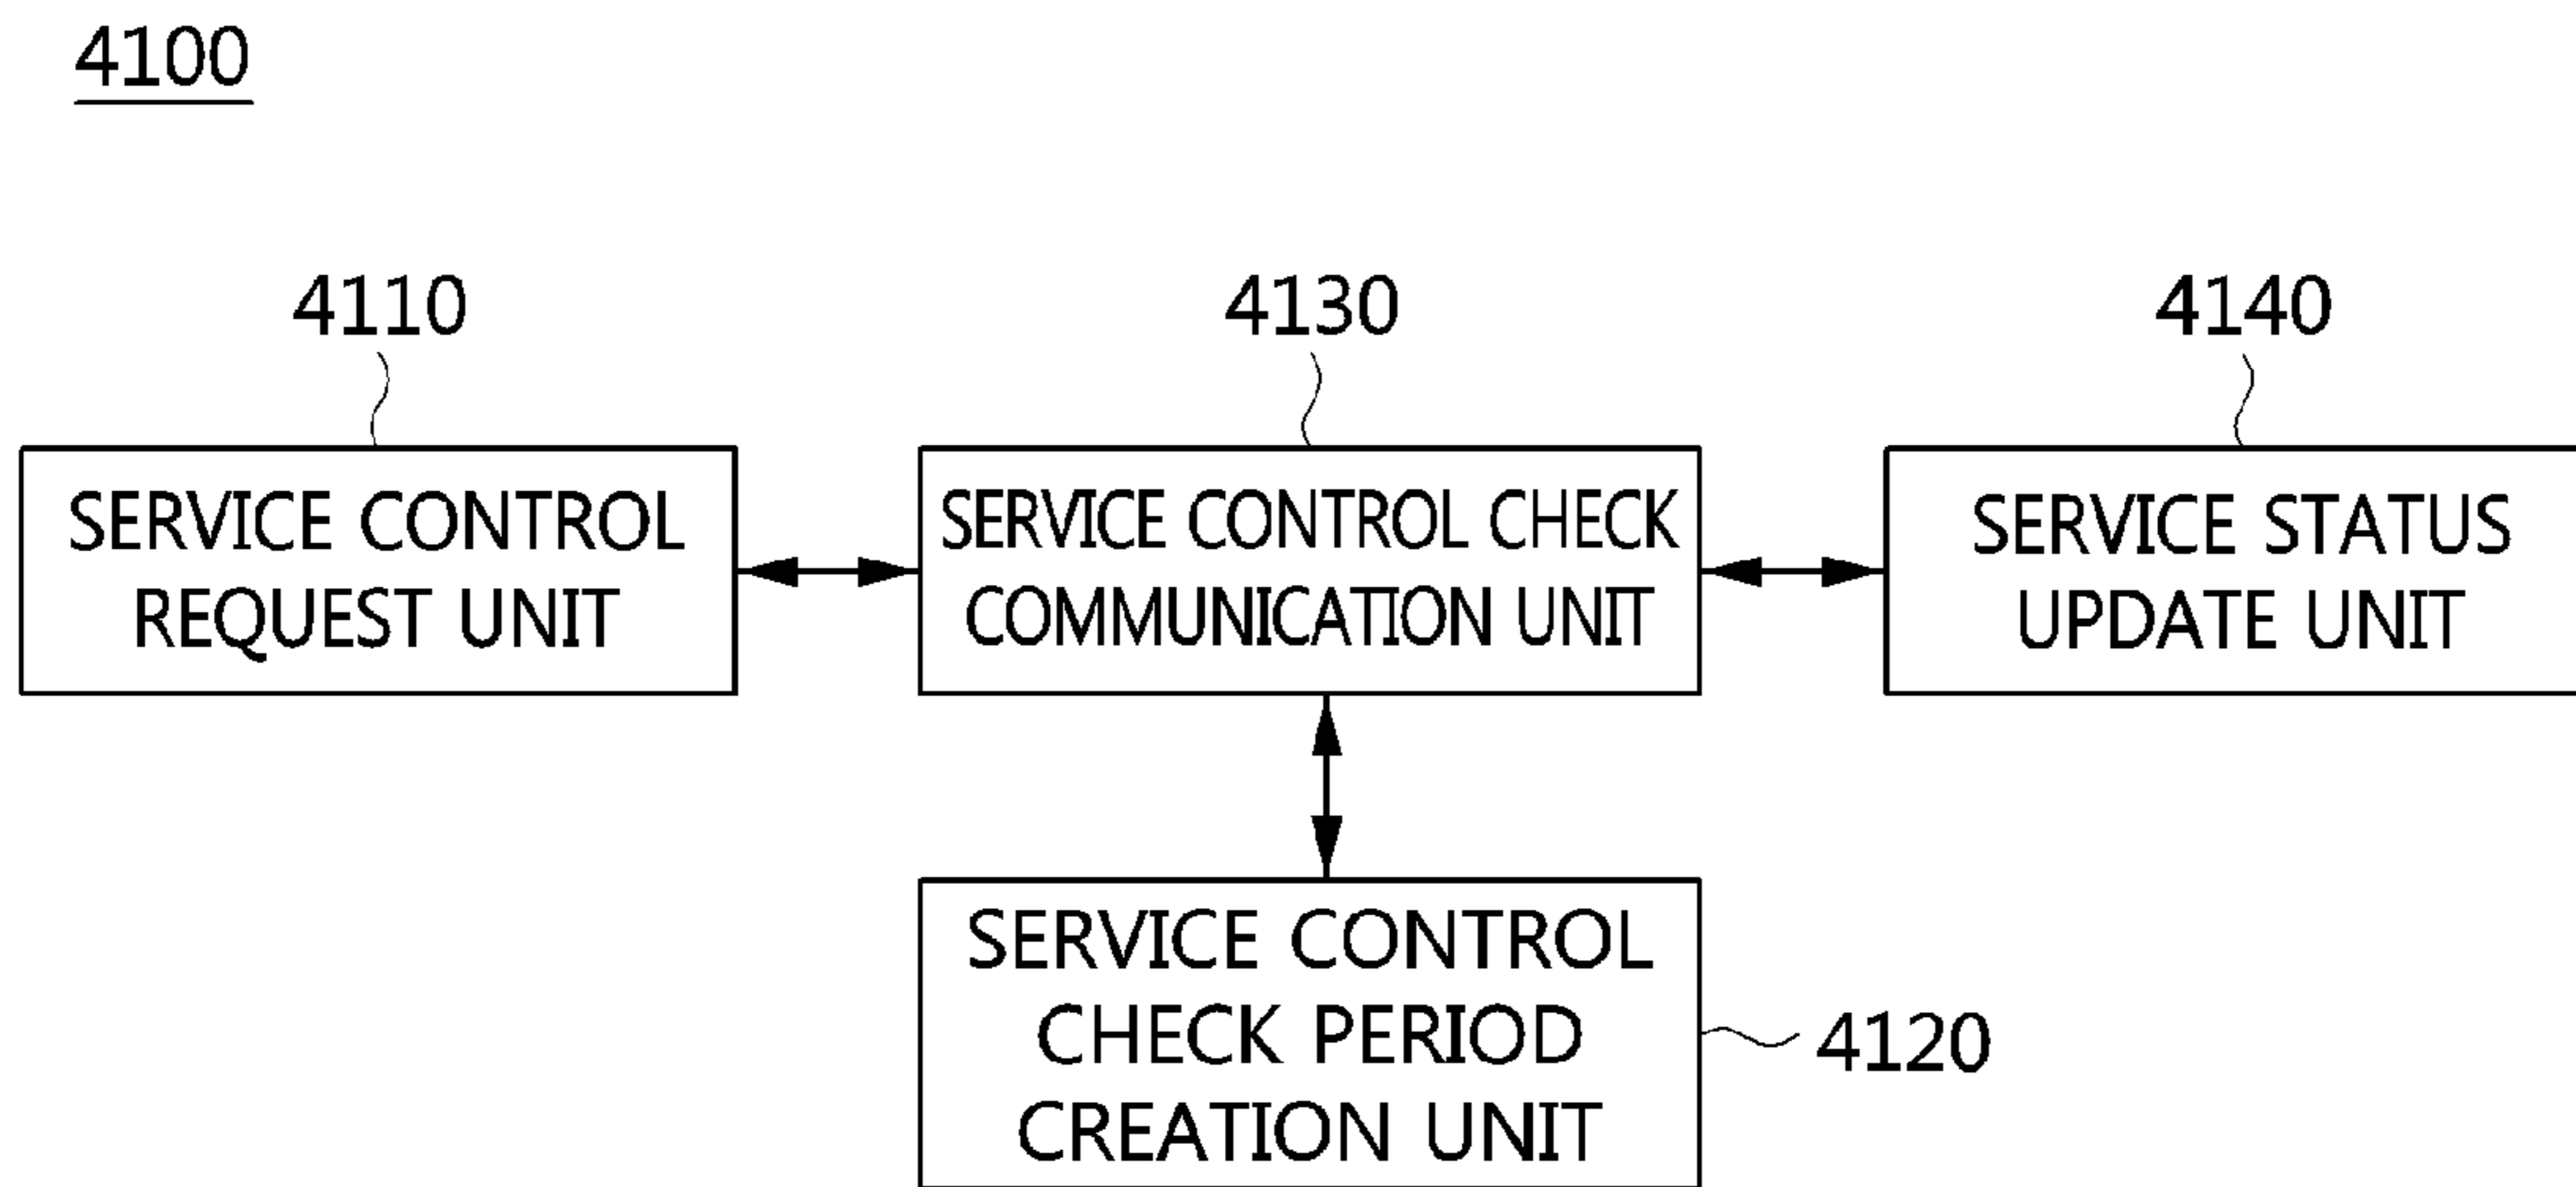 4100
4110
4130
4140
SERVICE CONTROL
REQUEST UNIT
SERVICE CONTROL CHECK
COMMUNICATION UNIT
SERVICE STATUS
UPDATE UNIT
SERVICE CONTROL
CHECK PERIOD
CREATION UNIT
4120